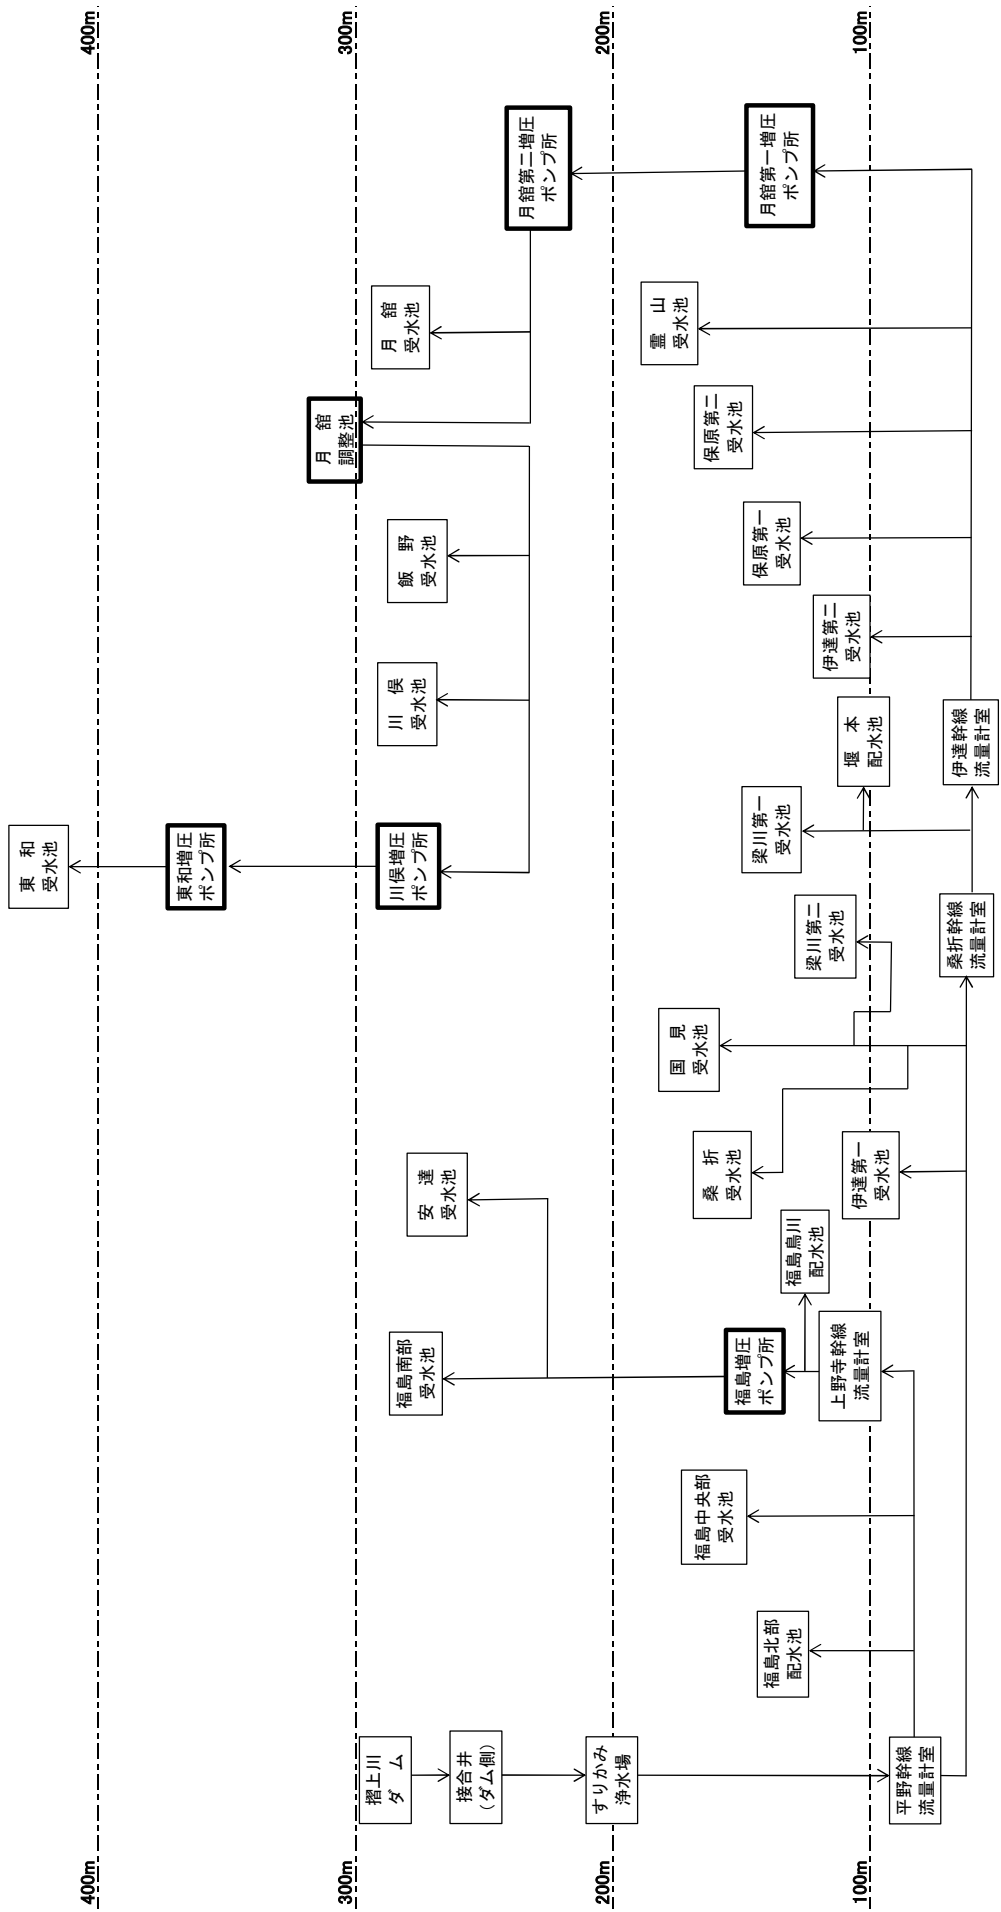 400m
300m
200m
100m
400m
300m
200m
100m
摺上川
ダム
接合井
（ダム側）
すりかみ
浄水場
平野幹線
流量計室
福島北部
配水池
福島中央部
受水池
上野寺幹線
流量計室
福島増圧
ポンプ所
福島鳥川
配水池
福島南部
受水池
安達
受水池
伊達第一
受水池
桑折
受水池
国見
受水池
梁川第二
受水池
桑折幹線
流量計室
梁川第一
受水池
堰本
配水池
伊達幹線
流量計室
伊達第二
受水池
保原第一
受水池
保原第二
受水池
霊山
受水池
月舘第一増圧
ポンプ所
月舘第二増圧
ポンプ所
月舘
受水池
月舘
調整池
飯野
受水池
川俣
受水池
川俣増圧
ポンプ所
東和増圧
ポンプ所
東和
受水池